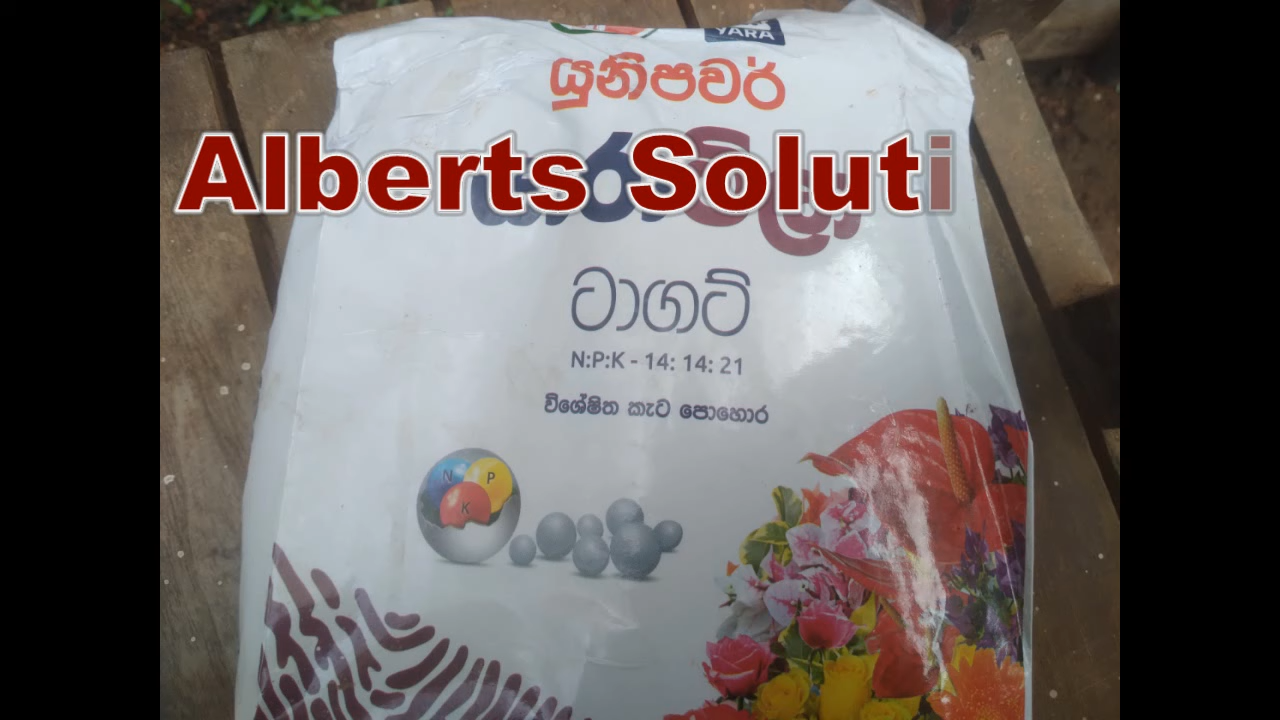 YARA
යුනිපවර්
Alberts Soluti
යාරාමිලා
ටාගට්
N:P:K - 14: 14: 21
විශේෂිත කැට පොහොර
N
P
K